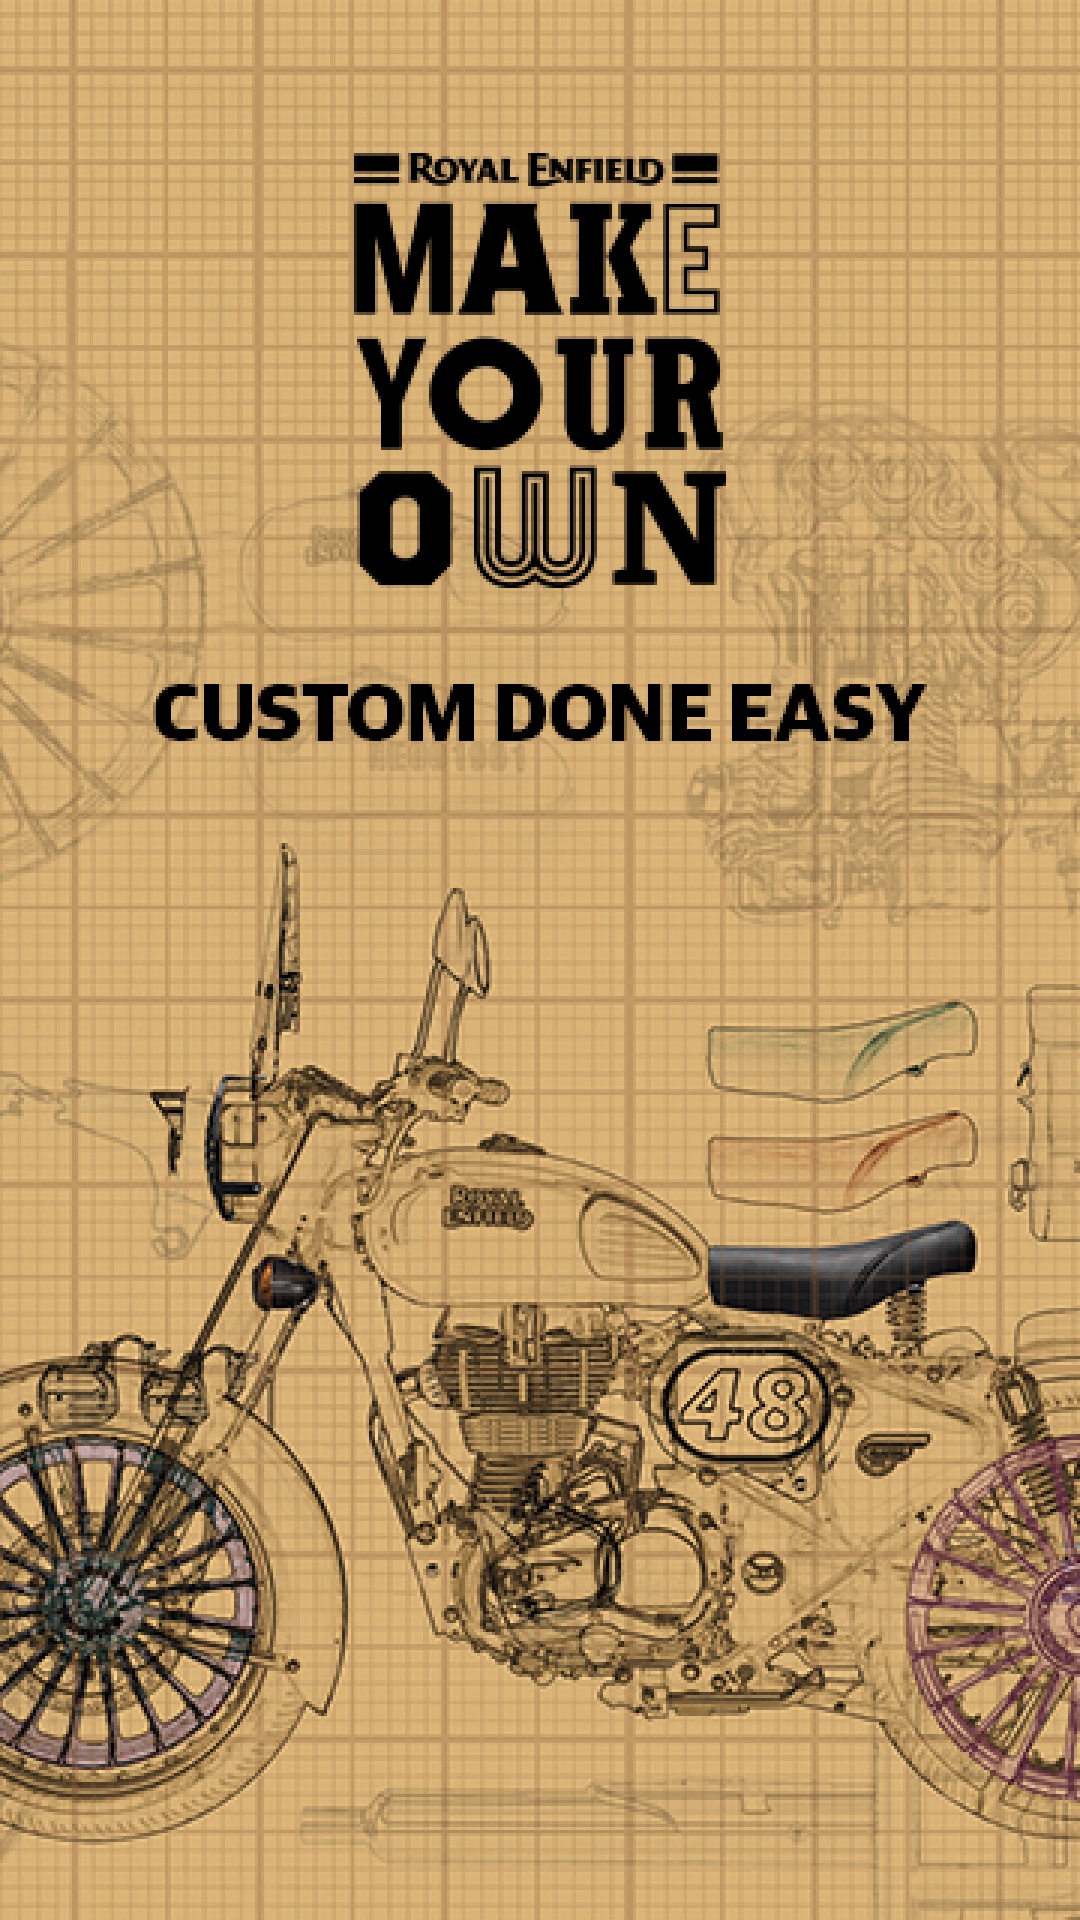 ROYAL ENFIELD
MAKE
YOUR
OWN
CUSTOM DONE EASY
ROYAL
ENFIELD
48